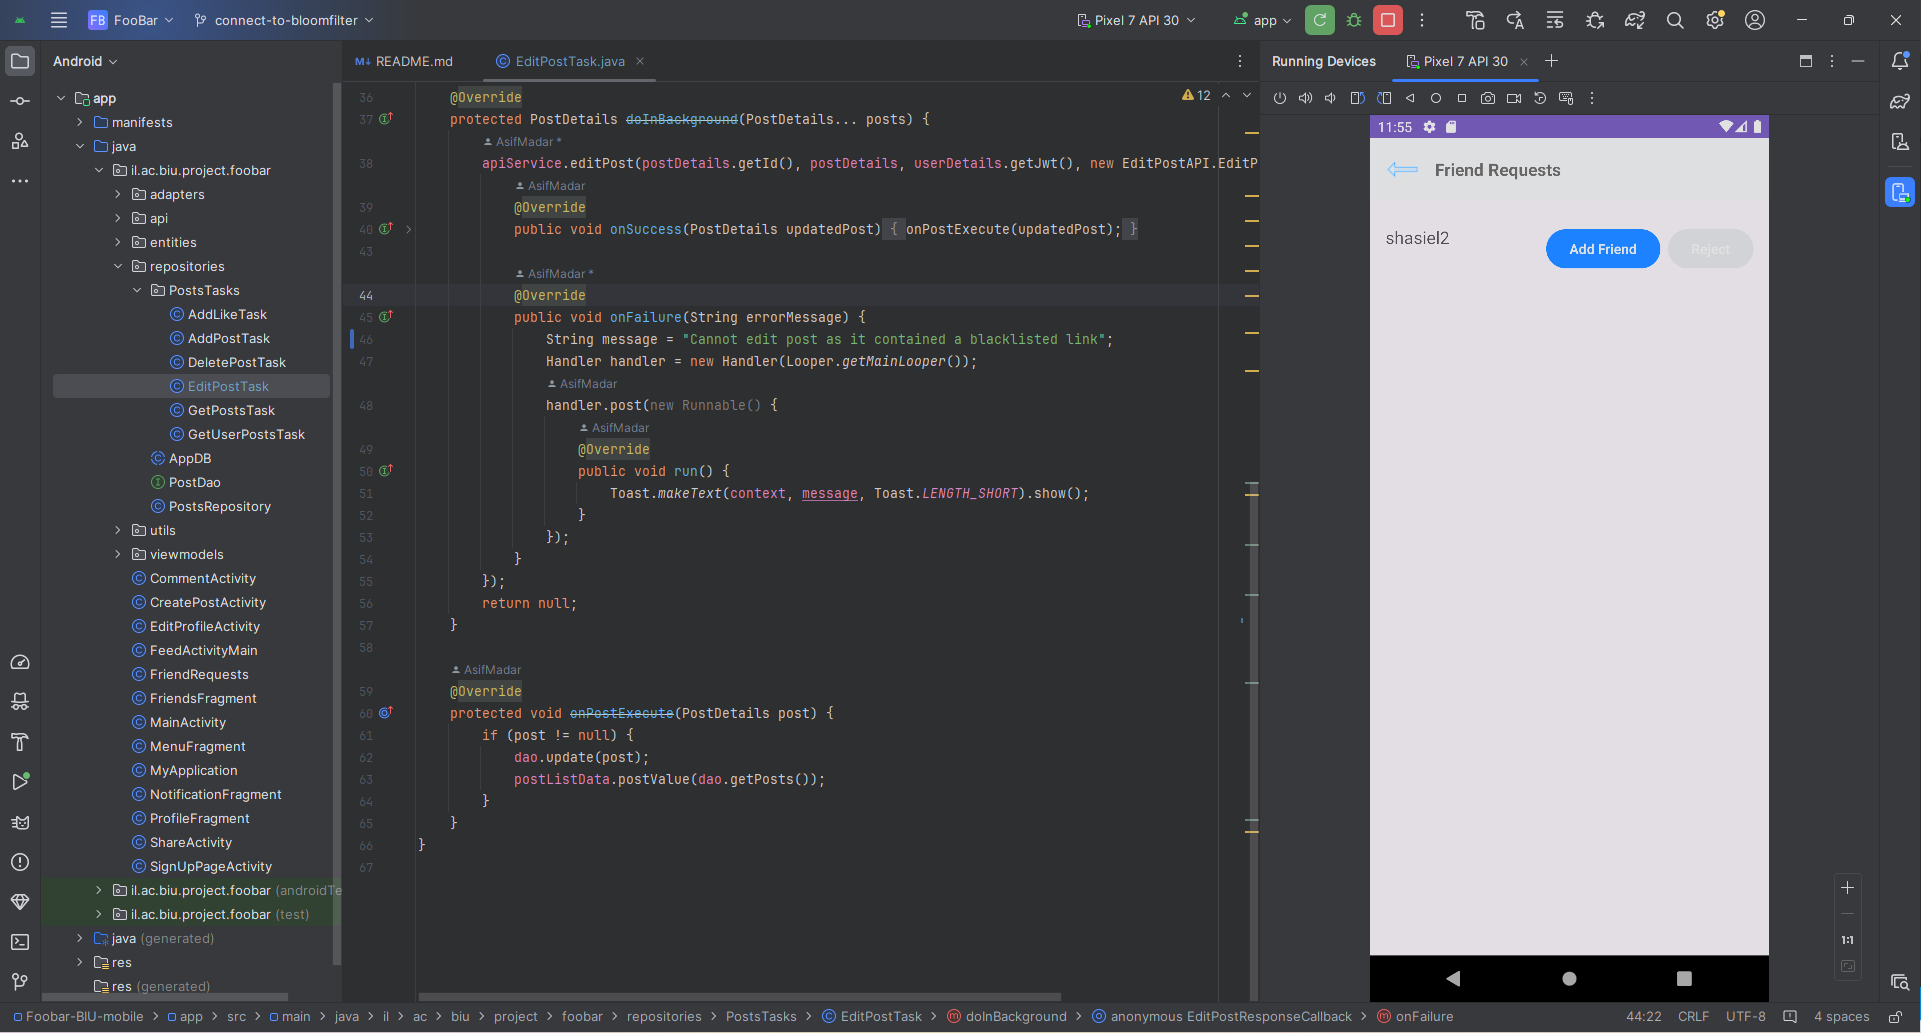 FB FooBar connect-to-bloomfilter Pixel 7 API 30 app
Android
README.md EditPostTask.java
Running Devices Pixel 7 API 30
app
manifests
java
il.ac.biu.project.foobar
adapters
api
entities
repositories
PostsTasks
AddLikeTask
AddPostTask
DeletePostTask
EditPostTask
GetPostsTask
GetUserPostsTask
AppDB
PostDao
PostsRepository
utils
viewmodels
CommentActivity
CreatePostActivity
EditProfileActivity
FeedActivityMain
FriendRequests
FriendsFragment
MainActivity
MenuFragment
MyApplication
NotificationFragment
ProfileFragment
ShareActivity
SignUpPageActivity
il.ac.biu.project.foobar (androidTe
il.ac.biu.project.foobar (test)
java (generated)
res
res (generated)
12
36 @Override
37 protected PostDetails doInBackground(PostDetails... posts) {
AsifMadar *
38 apiService.editPost(postDetails.getId(), postDetails, userDetails.getJwt(), new EditPostAPI.EditP
AsifMadar
39 @Override
40 public void onSuccess(PostDetails updatedPost) { onPostExecute(updatedPost); }
43
AsifMadar *
44 @Override
45 public void onFailure(String errorMessage) {
46 String message = "Cannot edit post as it contained a blacklisted link";
47 Handler handler = new Handler(Looper.getMainLooper());
AsifMadar
48 handler.post(new Runnable() {
AsifMadar
49 @Override
50 public void run() {
51 Toast.makeText(context, message, Toast.LENGTH_SHORT).show();
52 }
53 });
54 }
55 });
56 return null;
57 }
58
AsifMadar
59 @Override
60 protected void onPostExecute(PostDetails post) {
61 if (post != null) {
62 dao.update(post);
63 postListData.postValue(dao.getPosts());
64 }
65 }
66 }
67
11:55
Friend Requests
shasiel2
Add Friend Reject
1:1
Foobar-BIU-mobile app src main java il ac biu project foobar repositories PostsTasks EditPostTask doInBackground anonymous EditPostResponseCallback onFailure 44:22 CRLF UTF-8 4 spaces